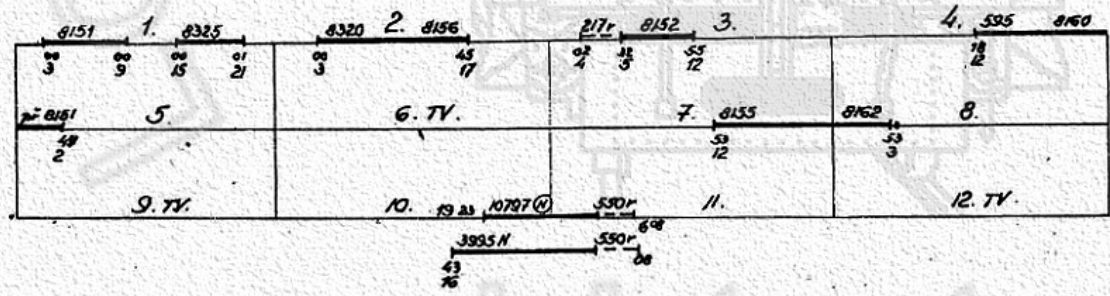 8151 1. 8325 8320 2. 8156 217r 8152 3. 4. 595 8160
00 00 00 01 00 45 02 32 55 18
3 9 15 21 3 17 4 5 12 12
př 8161 5. 6. TV. 7. 8155 8162 8.
53 53
2 12 3
9. TV. 10. 19 23 10797 N 550r 11. 12. TV
6 08
3995 N 550r
43 08
16